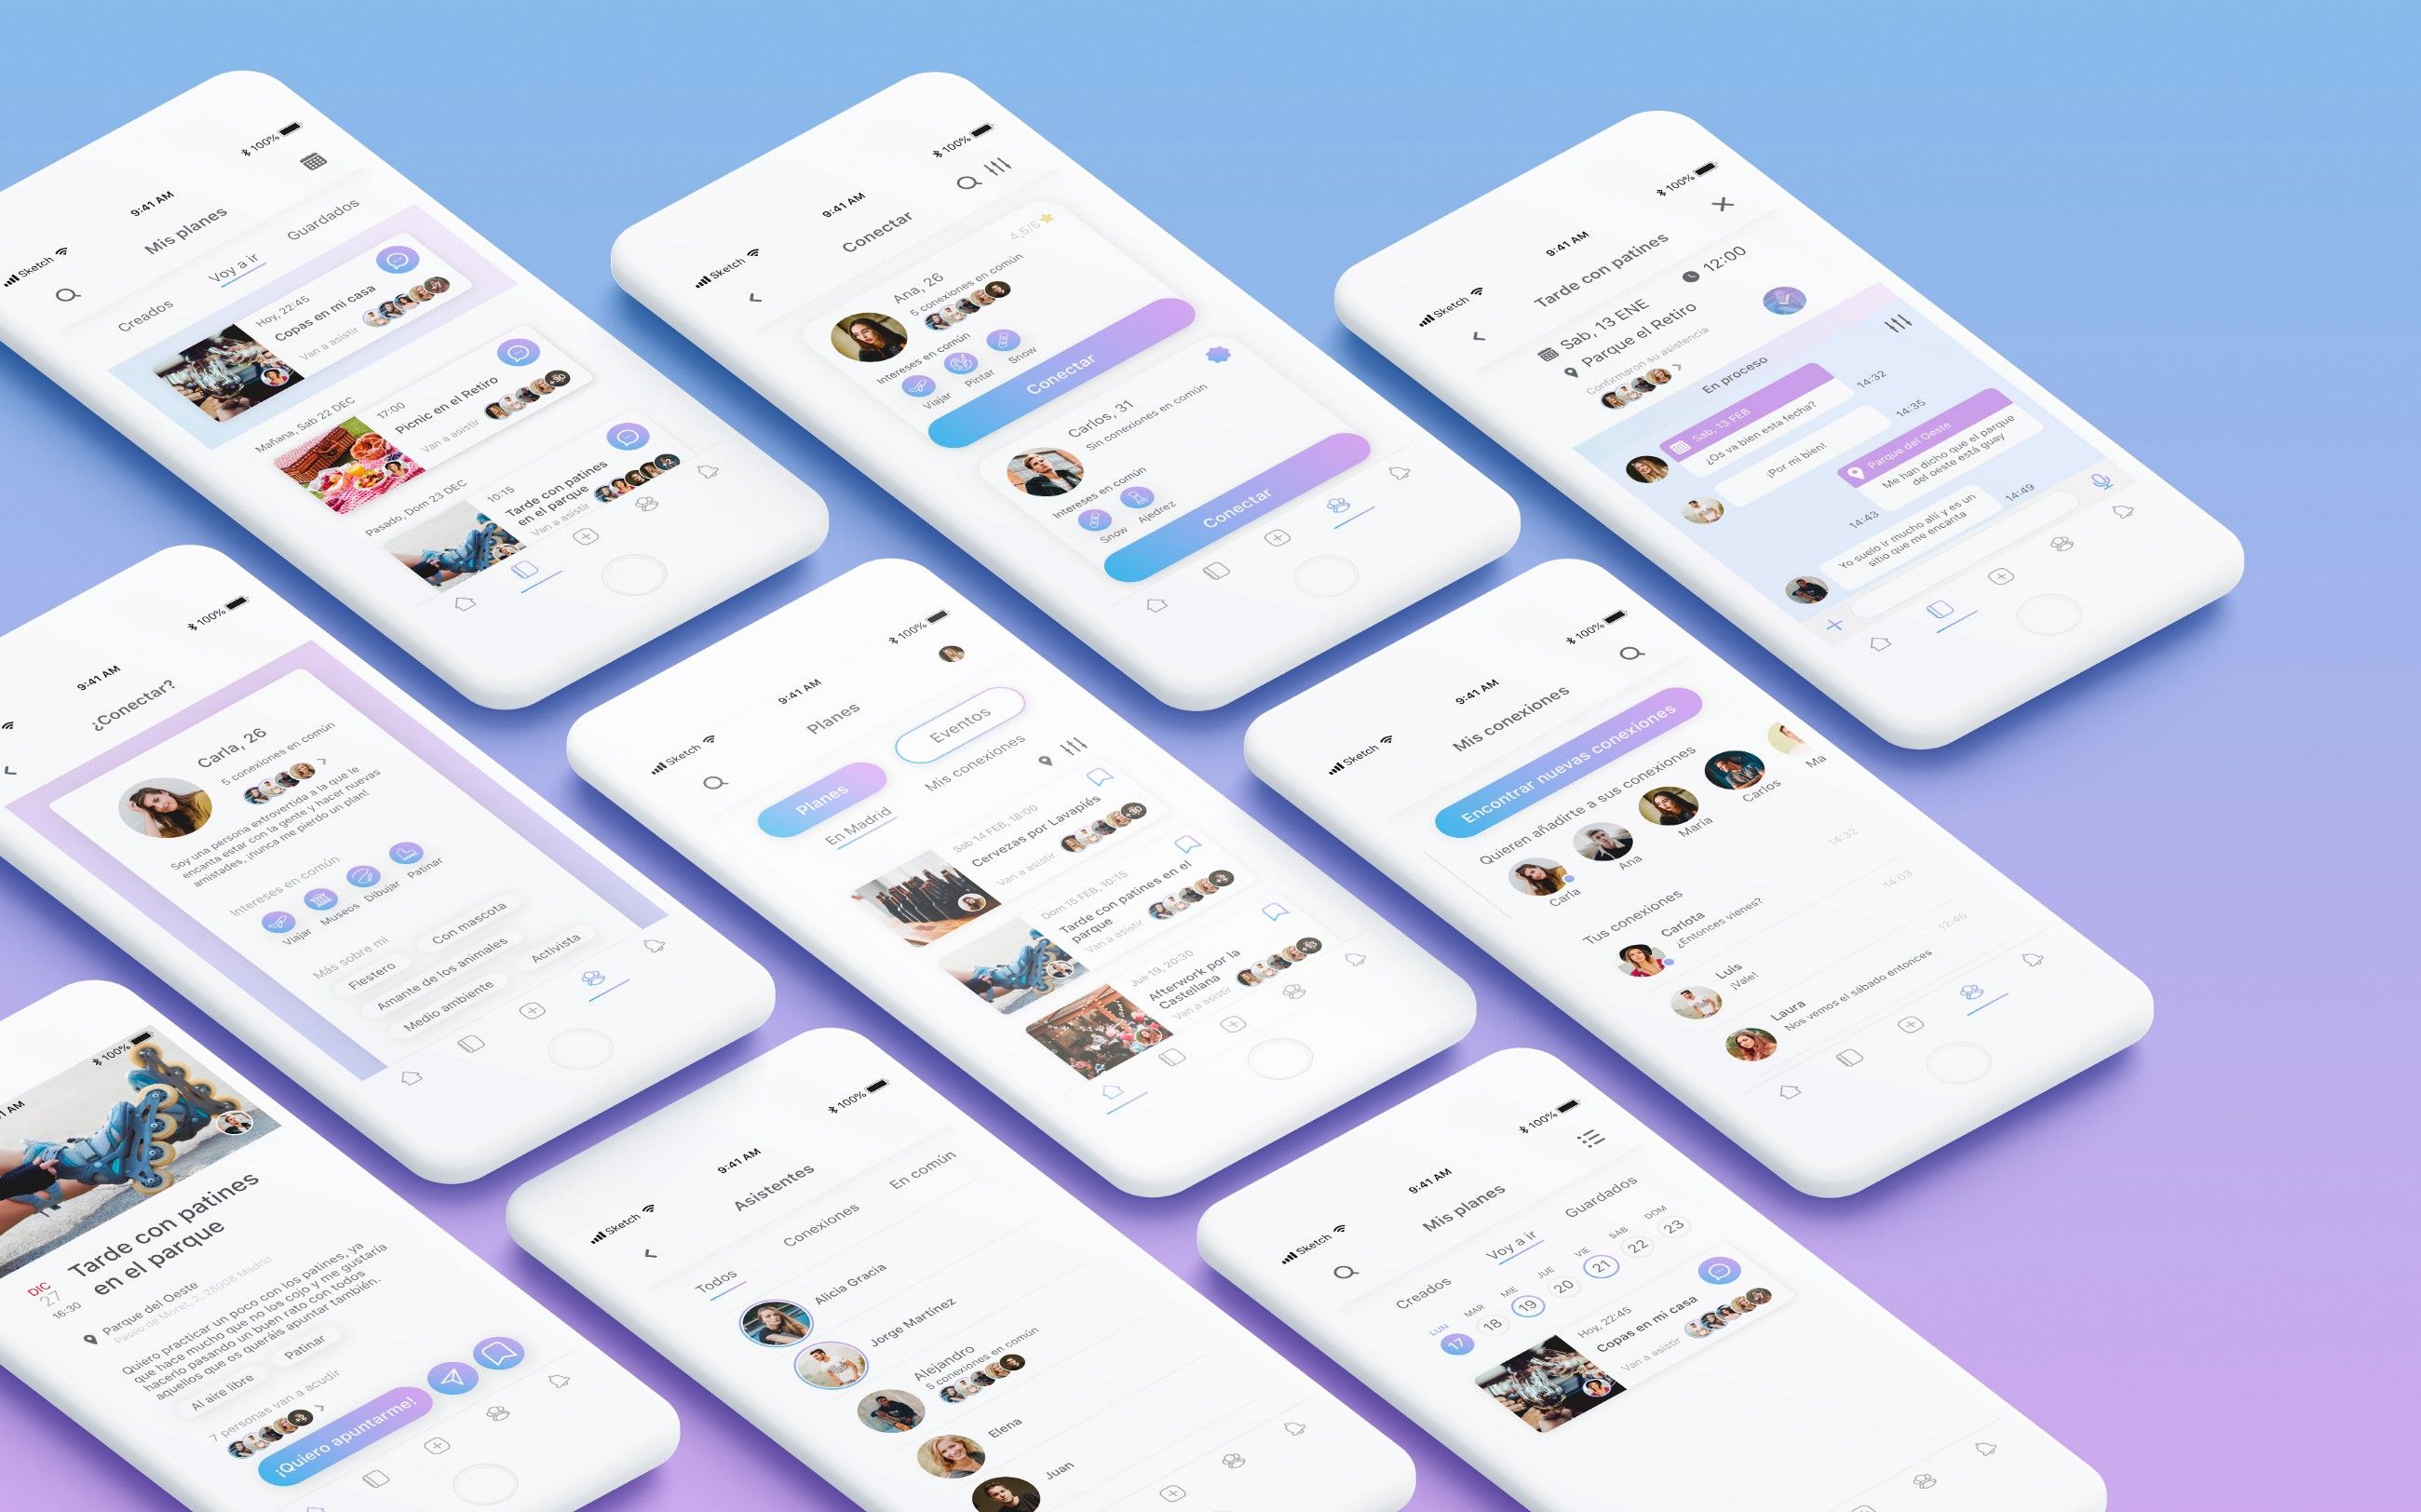 Sketch
9:41 AM
100%
Mis planes
Creados
Voy a ir
Guardados
Hoy, 22:45
Copas en mi casa
Van a asistir
Mañana, Sab 22 DEC
17:00
Picnic en el Retiro
Van a asistir
Pasado, Dom 23 DEC
10:15
Tarde con patines
en el parque
Van a asistir
+2
Sketch
9:41 AM
100%
Conectar
4,5/5
Ana, 26
5 conexiones en común
Intereses en común
Viajar
Pintar
Snow
Conectar
Carlos, 31
Sin conexiones en común
Intereses en común
Snow
Ajedrez
Conectar
Sketch
9:41 AM
100%
Tarde con patines
Sab, 13 ENE
12:00
Parque el Retiro
Confirmaron su asistencia
En proceso
Sab, 13 FEB
¿Os va bien esta fecha?
14:32
¡Por mi bien!
14:35
Parque del Oeste
Me han dicho que el parque
del oeste está guay
14:43
Yo suelo ir mucho allí y es un
sitio que me encanta
14:49
9:41 AM
100%
¿Conectar?
Carla, 26
5 conexiones en común
Soy una persona extrovertida a la que le
encanta estar con la gente y hacer nuevas
amistades, ¡nunca me pierdo un plan!
Intereses en común
Viajar
Museos
Dibujar
Patinar
Más sobre mi
Fiestero
Con mascota
Amante de los animales
Medio ambiente
Activista
Sketch
9:41 AM
100%
Planes
Planes
Eventos
En Madrid
Mis conexiones
Sab 14 FEB, 18:00
Cervezas por Lavapiés
Van a asistir
Dom 15 FEB, 10:15
Tarde con patines en el
parque
Van a asistir
+2
Jue 19, 20:30
Afterwork por la
Castellana
Van a asistir
Sketch
9:41 AM
100%
Mis conexiones
Encontrar nuevas conexiones
Quieren añadirte a sus conexiones
Carla
Ana
María
Carlos
Ma
Tus conexiones
Carlota
¿Entonces vienes?
14:32
Luis
¡Vale!
14:03
Laura
Nos vemos el sábado entonces
12:46
AM
100%
Tarde con patines
en el parque
DIC
27
16:30
Parque del Oeste
Paseo de Moret, 2, 28008 Madrid
Quiero practicar un poco con los patines, ya
que hace mucho que no los cojo y me gustaría
hacerlo pasando un buen rato con todos
aquellos que os queráis apuntar también.
Al aire libre
Patinar
7 personas van a acudir
+2
¡Quiero apuntarme!
Sketch
9:41 AM
100%
Asistentes
Todos
Conexiones
En común
Alicia Gracia
Jorge Martínez
Alejandro
5 conexiones en común
Elena
Juan
Sketch
9:41 AM
100%
Mis planes
Creados
Voy a ir
Guardados
LUN
MAR
MIE
JUE
VIE
SAB
DOM
17
18
19
20
21
22
23
Hoy, 22:45
Copas en mi casa
Van a asistir